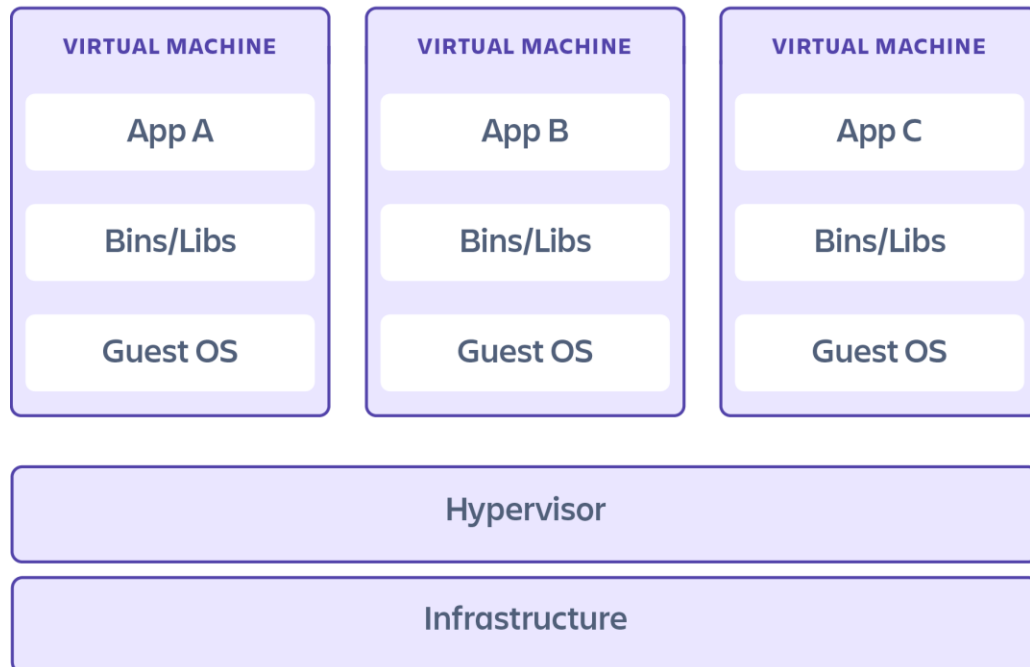 VIRTUAL MACHINE
App A
Bins/Libs
Guest OS
VIRTUAL MACHINE
App B
Bins/Libs
Guest OS
VIRTUAL MACHINE
App C
Bins/Libs
Guest OS
Hypervisor
Infrastructure